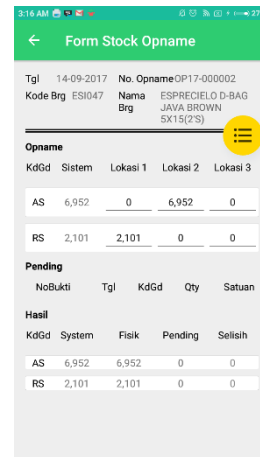 3:16 AM 27
Form Stock Opname
Tgl 14-09-2017 No. Opname OP17-000002
Kode Brg ESI047 Nama Brg ESPRECIELO D-BAG JAVA BROWN 5X15(2'S)
Opname
KdGd Sistem Lokasi 1 Lokasi 2 Lokasi 3
AS 6,952 0 6,952 0
RS 2,101 2,101 0 0
Pending
NoBukti Tgl KdGd Qty Satuan
Hasil
KdGd System Fisik Pending Selisih
AS 6,952 6,952 0 0
RS 2,101 2,101 0 0